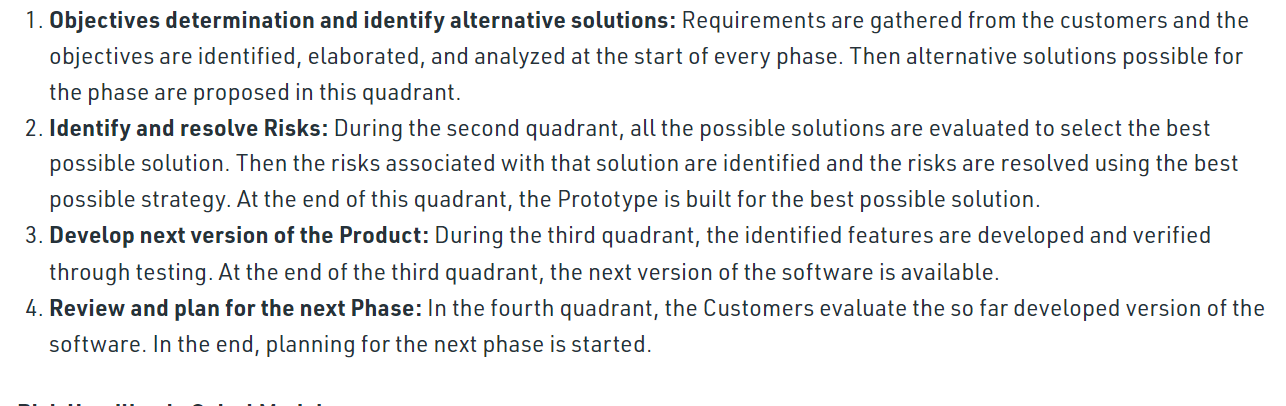 1. Objectives determination and identify alternative solutions: Requirements are gathered from the customers and the
objectives are identified, elaborated, and analyzed at the start of every phase. Then alternative solutions possible for
the phase are proposed in this quadrant.
2. Identify and resolve Risks: During the second quadrant, all the possible solutions are evaluated to select the best
possible solution. Then the risks associated with that solution are identified and the risks are resolved using the best
possible strategy. At the end of this quadrant, the Prototype is built for the best possible solution.
3. Develop next version of the Product: During the third quadrant, the identified features are developed and verified
through testing. At the end of the third quadrant, the next version of the software is available.
4. Review and plan for the next Phase: In the fourth quadrant, the Customers evaluate the so far developed version of the
software. In the end, planning for the next phase is started.